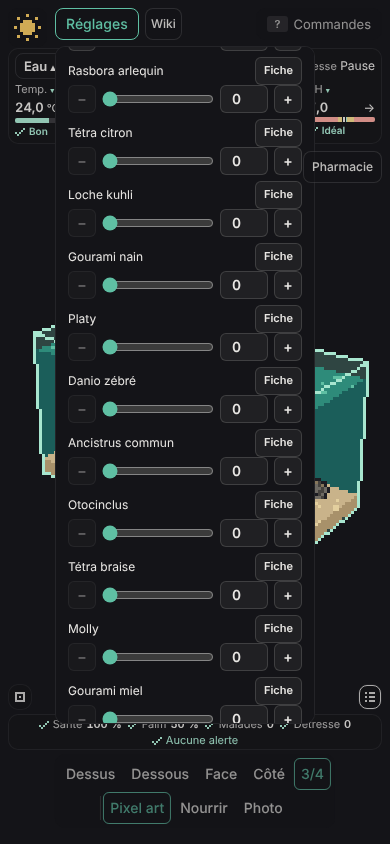 Réglages Wiki ? Commandes
Eau Pause
Temp.
24,0 °C
Bon Idéal
Pharmacie
Rasbora arlequin Fiche
− 0 +
Tétra citron Fiche
− 0 +
Loche kuhli Fiche
− 0 +
Gourami nain Fiche
− 0 +
Platy Fiche
− 0 +
Danio zébré Fiche
− 0 +
Ancistrus commun Fiche
− 0 +
Otocinclus Fiche
− 0 +
Tétra braise Fiche
− 0 +
Molly Fiche
− 0 +
Gourami miel Fiche
− 0 +
Santé 100 % Faim 50 % Malades 0 Détresse 0
Aucune alerte
Dessus Dessous Face Côté 3/4
Pixel art Nourrir Photo